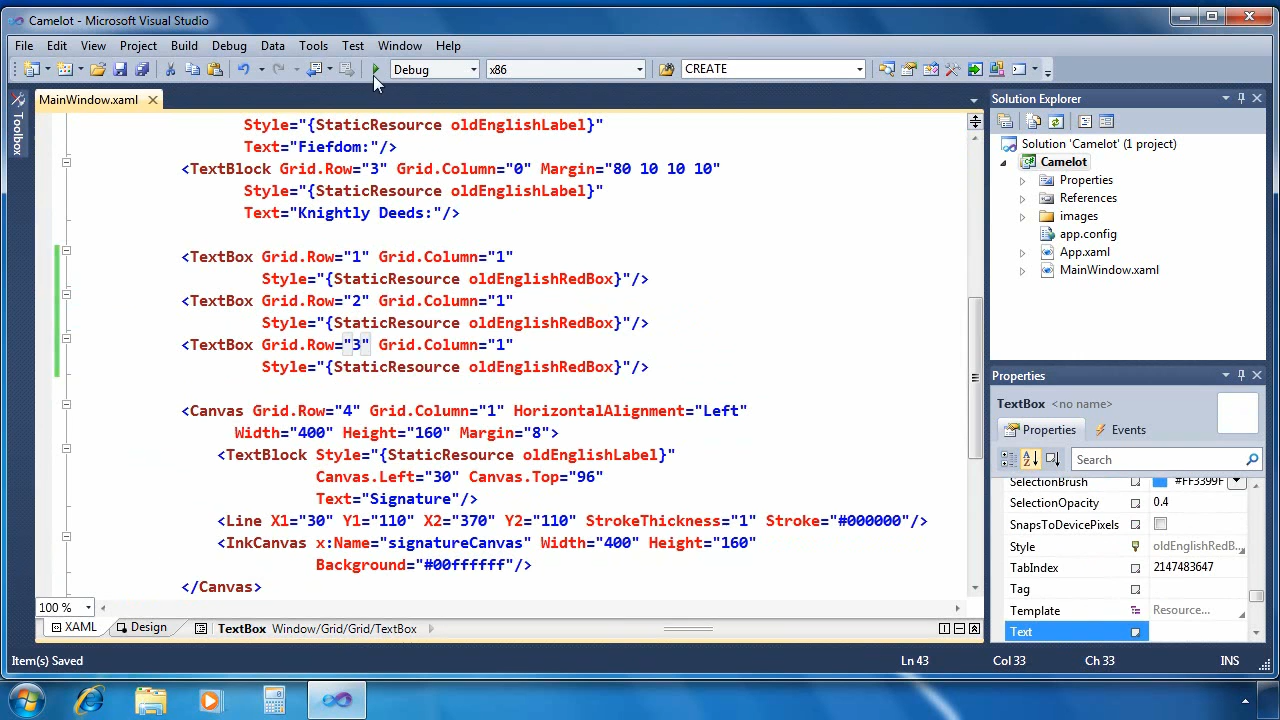 Camelot - Microsoft Visual Studio
File Edit View Project Build Debug Data Tools Test Window Help
Debug x86 CREATE
Toolbox
MainWindow.xaml
Style="{StaticResource oldEnglishLabel}"
Text="Fiefdom:"/>
<TextBlock Grid.Row="3" Grid.Column="0" Margin="80 10 10 10"
Style="{StaticResource oldEnglishLabel}"
Text="Knightly Deeds:"/>
<TextBox Grid.Row="1" Grid.Column="1"
Style="{StaticResource oldEnglishRedBox}"/>
<TextBox Grid.Row="2" Grid.Column="1"
Style="{StaticResource oldEnglishRedBox}"/>
<TextBox Grid.Row="3" Grid.Column="1"
Style="{StaticResource oldEnglishRedBox}"/>
<Canvas Grid.Row="4" Grid.Column="1" HorizontalAlignment="Left"
Width="400" Height="160" Margin="8">
<TextBlock Style="{StaticResource oldEnglishLabel}"
Canvas.Left="30" Canvas.Top="96"
Text="Signature"/>
<Line X1="30" Y1="110" X2="370" Y2="110" StrokeThickness="1" Stroke="#000000"/>
<InkCanvas x:Name="signatureCanvas" Width="400" Height="160"
Background="#00ffffff"/>
</Canvas>
100 %
XAML Design TextBox Window/Grid/Grid/TextBox
Solution Explorer
Solution 'Camelot' (1 project)
Camelot
Properties
References
images
app.config
App.xaml
MainWindow.xaml
Properties
TextBox <no name>
Properties Events
Search
SelectionBrush #FF3399F
SelectionOpacity 0.4
SnapsToDevicePixels
Style oldEnglishRedB...
TabIndex 2147483647
Tag
Template Resource...
Text
Item(s) Saved Ln 43 Col 33 Ch 33 INS